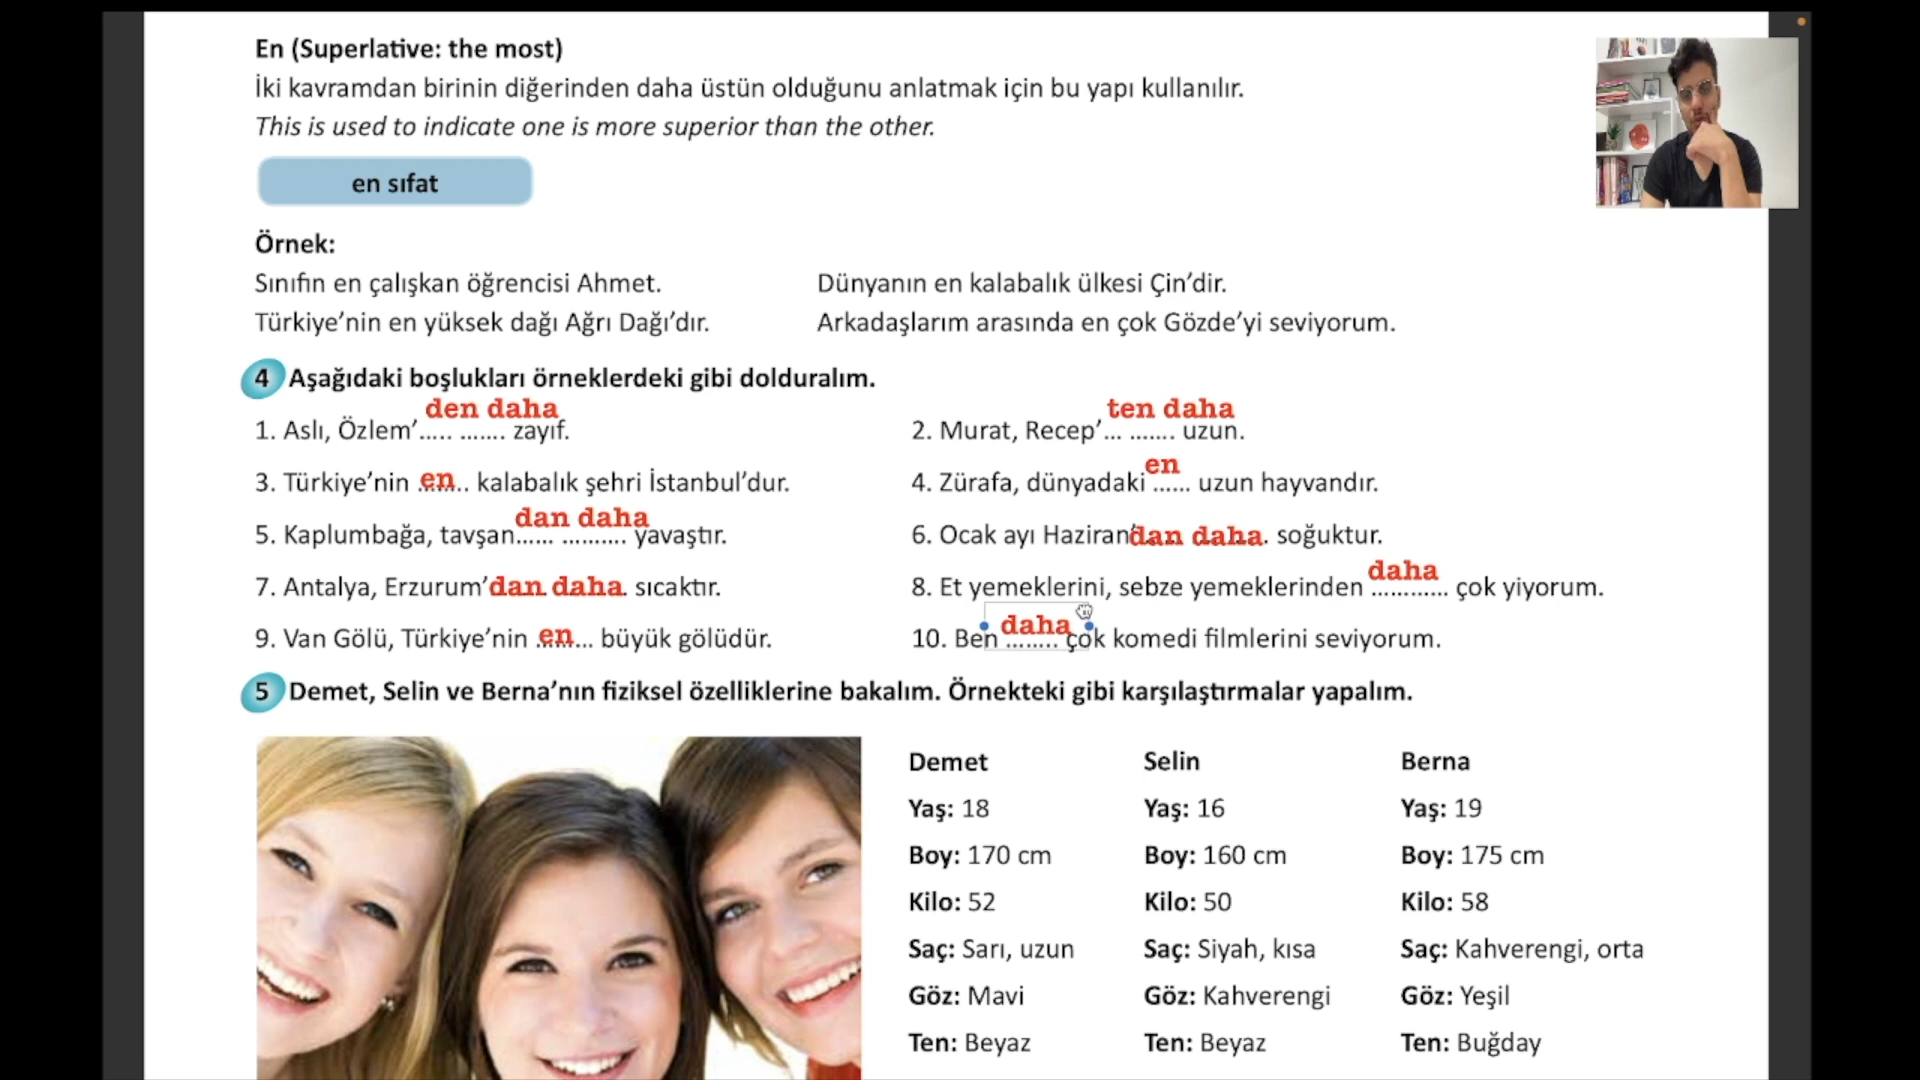 En (Superlative: the most)
İki kavramdan birinin diğerinden daha üstün olduğunu anlatmak için bu yapı kullanılır.
This is used to indicate one is more superior than the other.
en sıfat
Örnek:
Sınıfın en çalışkan öğrencisi Ahmet.
Dünyanın en kalabalık ülkesi Çin’dir.
Türkiye’nin en yüksek dağı Ağrı Dağı’dır.
Arkadaşlarım arasında en çok Gözde’yi seviyorum.
4 Aşağıdaki boşlukları örneklerdeki gibi dolduralım.
den daha
1. Aslı, Özlem’..... ....... zayıf.
ten daha
2. Murat, Recep’... ....... uzun.
3. Türkiye’nin en.. kalabalık şehri İstanbul’dur.
en
4. Zürafa, dünyadaki ...... uzun hayvandır.
dan daha
5. Kaplumbağa, tavşan...... .......... yavaştır.
6. Ocak ayı Haziran’dan daha. soğuktur.
7. Antalya, Erzurum’dan daha. sıcaktır.
daha
8. Et yemeklerini, sebze yemeklerinden ............ çok yiyorum.
9. Van Gölü, Türkiye’nin en... büyük gölüdür.
daha
10. Ben ........ çok komedi filmlerini seviyorum.
5 Demet, Selin ve Berna’nın fiziksel özelliklerine bakalım. Örnekteki gibi karşılaştırmalar yapalım.
Demet Selin Berna
Yaş: 18 Yaş: 16 Yaş: 19
Boy: 170 cm Boy: 160 cm Boy: 175 cm
Kilo: 52 Kilo: 50 Kilo: 58
Saç: Sarı, uzun Saç: Siyah, kısa Saç: Kahverengi, orta
Göz: Mavi Göz: Kahverengi Göz: Yeşil
Ten: Beyaz Ten: Beyaz Ten: Buğday